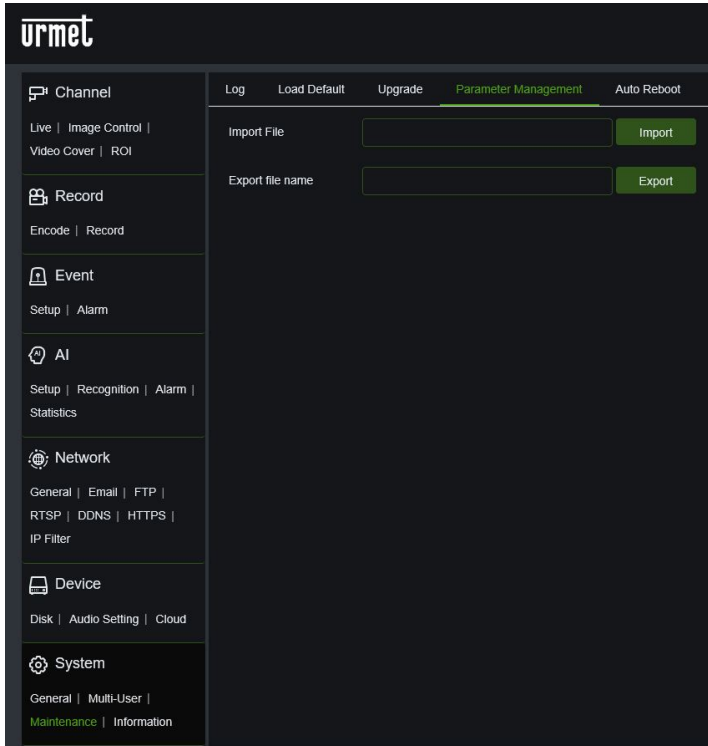 urmet
Channel
Live | Image Control |
Video Cover | ROI
Record
Encode | Record
Event
Setup | Alarm
AI
AI
Setup | Recognition | Alarm |
Statistics
Network
General | Email | FTP |
RTSP | DDNS | HTTPS |
IP Filter
Device
Disk | Audio Setting | Cloud
System
General | Multi-User |
Maintenance | Information
Log Load Default Upgrade Parameter Management Auto Reboot
Import File Import
Export file name Export